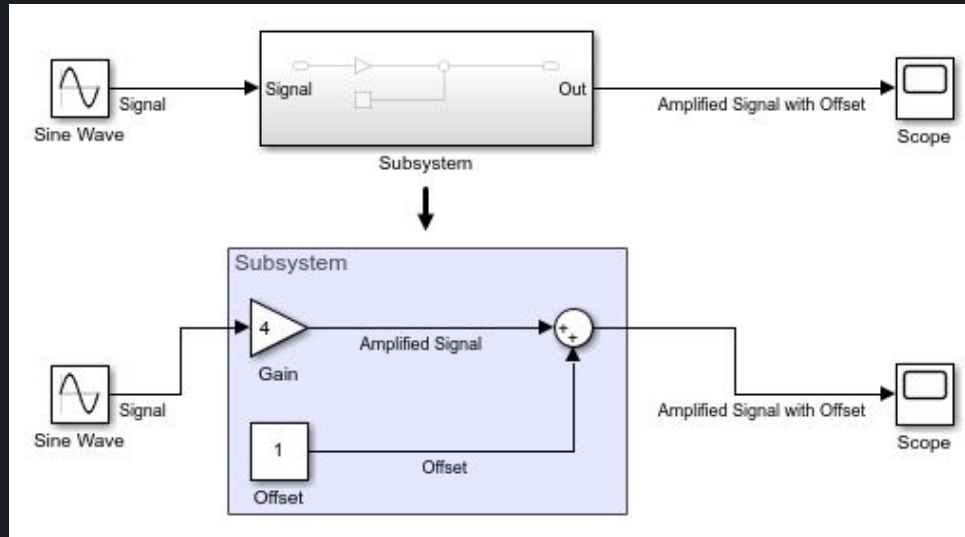 Signal
Sine Wave
Signal
Out
Subsystem
Amplified Signal with Offset
Scope
Subsystem
4
Gain
Amplified Signal
+
+
Signal
Sine Wave
1
Offset
Offset
Amplified Signal with Offset
Scope